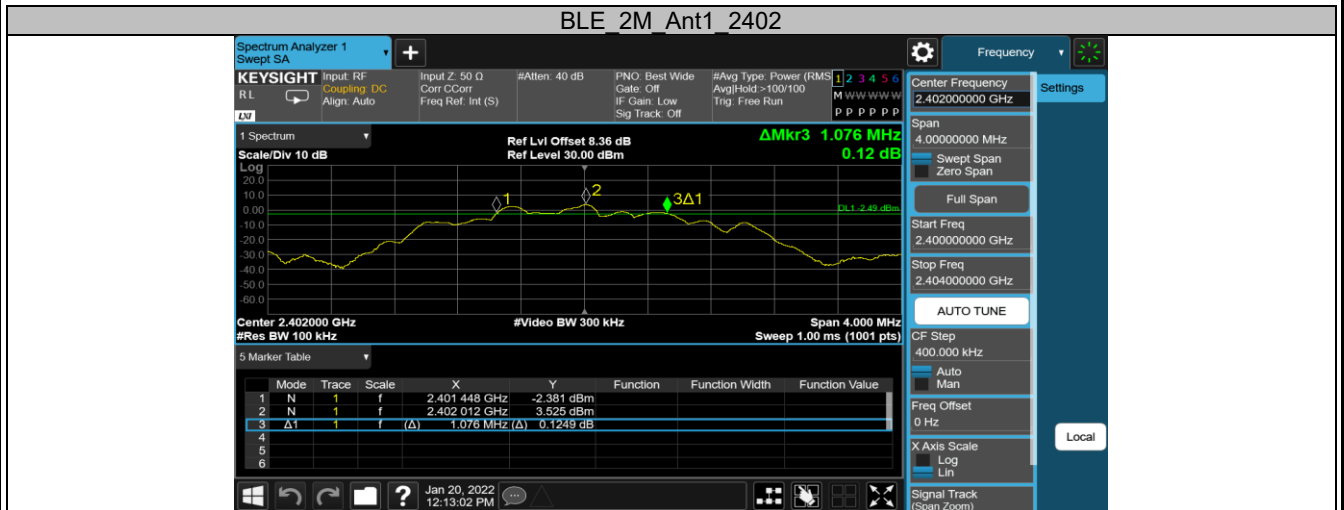 BLE_2M_Ant1_2402
Spectrum Analyzer 1
Swept SA
+
Frequency
KEYSIGHT
RL
LXI
Input: RF
Coupling: DC
Align: Auto
Input Z: 50 Ω
Corr CCorr
Freq Ref: Int (S)
#Atten: 40 dB
PNO: Best Wide
Gate: Off
IF Gain: Low
Sig Track: Off
#Avg Type: Power (RMS
Avg|Hold:>100/100
Trig: Free Run
1 2 3 4 5 6
M W W W W W
P P P P P P
Center Frequency
2.402000000 GHz
Settings
Span
4.00000000 MHz
Swept Span
Zero Span
Full Span
Start Freq
2.400000000 GHz
Stop Freq
2.404000000 GHz
AUTO TUNE
CF Step
400.000 kHz
Auto
Man
Freq Offset
0 Hz
X Axis Scale
Log
Lin
Signal Track
(Span Zoom)
Local
1 Spectrum
Scale/Div 10 dB
Ref Lvl Offset 8.36 dB
Ref Level 30.00 dBm
ΔMkr3 1.076 MHz
0.12 dB
Log
20.0
10.0
0.00
-10.0
-20.0
-30.0
-40.0
-50.0
-60.0
1
2
3Δ1
DL1 -2.49 dBm
Center 2.402000 GHz
#Res BW 100 kHz
#Video BW 300 kHz
Span 4.000 MHz
Sweep 1.00 ms (1001 pts)
5 Marker Table
Mode Trace Scale X Y Function Function Width Function Value
1 N 1 f 2.401 448 GHz -2.381 dBm
2 N 1 f 2.402 012 GHz 3.525 dBm
3 Δ1 1 f (Δ) 1.076 MHz (Δ) 0.1249 dB
4
5
6
?
Jan 20, 2022
12:13:02 PM